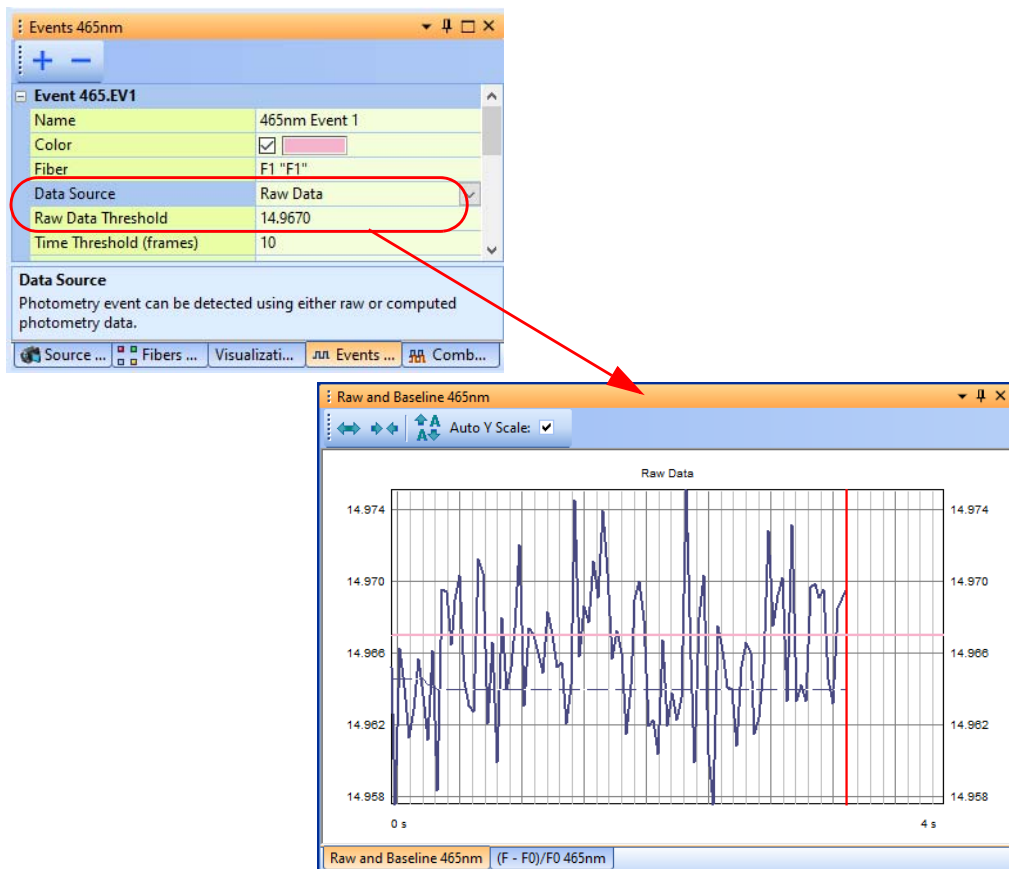 Events 465nm
Event 465.EV1
Name 465nm Event 1
Color
Fiber F1 "F1"
Data Source Raw Data
Raw Data Threshold 14.9670
Time Threshold (frames) 10
Data Source
Photometry event can be detected using either raw or computed
photometry data.
Source ... Fibers ... Visualizati... Events ... Comb...
Raw and Baseline 465nm
A A Auto Y Scale:
Raw Data
14.974 14.974
14.970 14.970
14.966 14.966
14.962 14.962
14.958 14.958
0 s 4 s
Raw and Baseline 465nm (F - F0)/F0 465nm